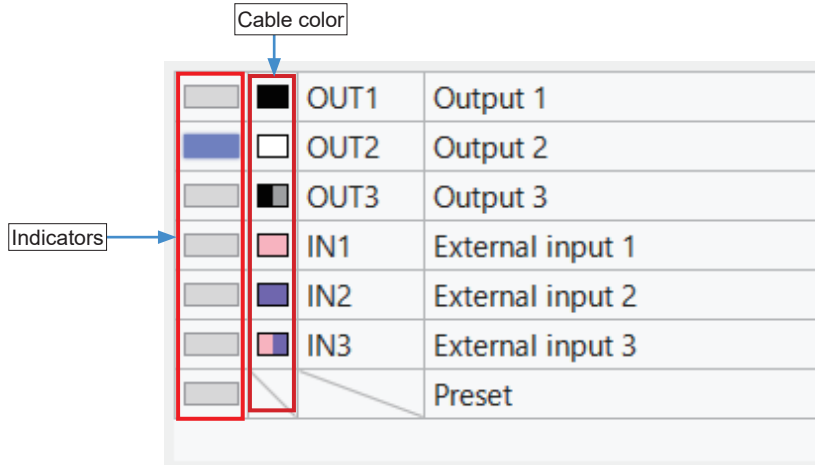 Cable color
OUT1 Output 1
OUT2 Output 2
OUT3 Output 3
Indicators
IN1 External input 1
IN2 External input 2
IN3 External input 3
Preset